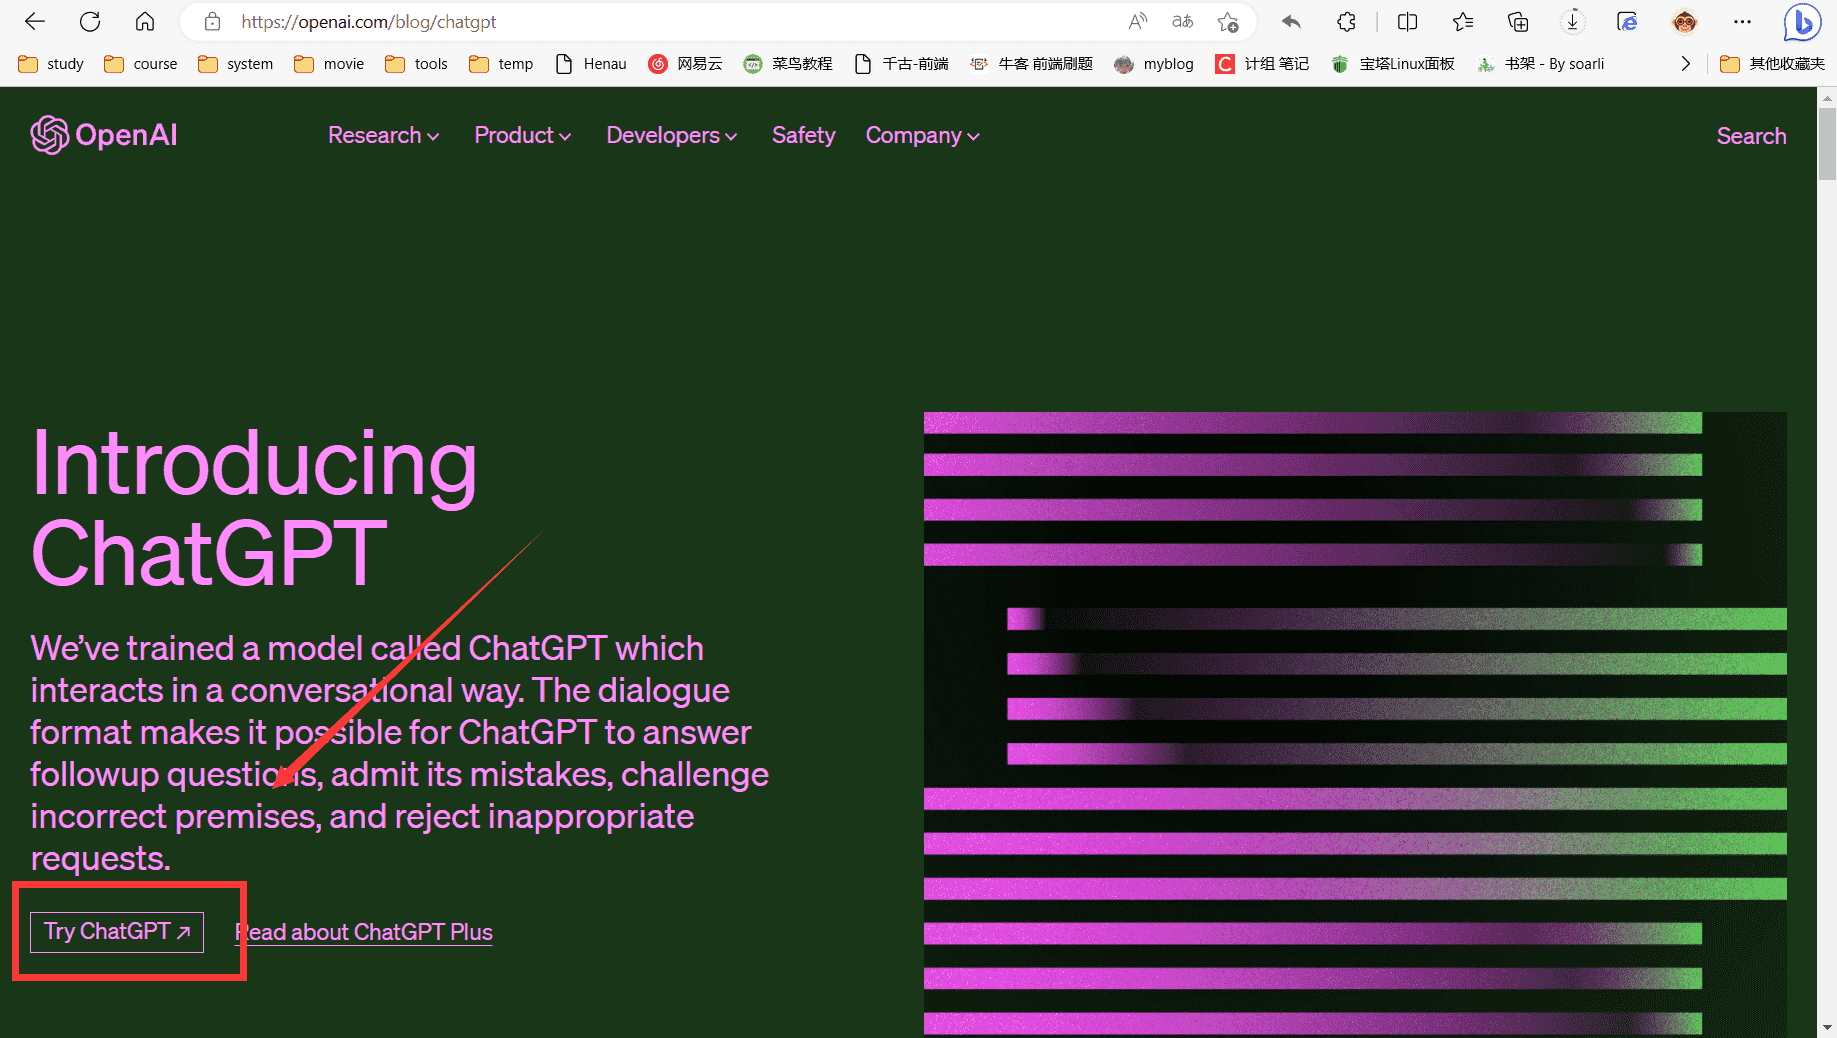 https://openai.com/blog/chatgpt
study course system movie tools temp Henau 网易云 菜鸟教程 千古-前端 牛客 前端刷题 myblog 计组 笔记 宝塔Linux面板 书架 - By soarli 其他收藏夹
OpenAI Research Product Developers Safety Company Search
Introducing
ChatGPT
We’ve trained a model called ChatGPT which
interacts in a conversational way. The dialogue
format makes it possible for ChatGPT to answer
followup questions, admit its mistakes, challenge
incorrect premises, and reject inappropriate
requests.
Try ChatGPT ↗ Read about ChatGPT Plus